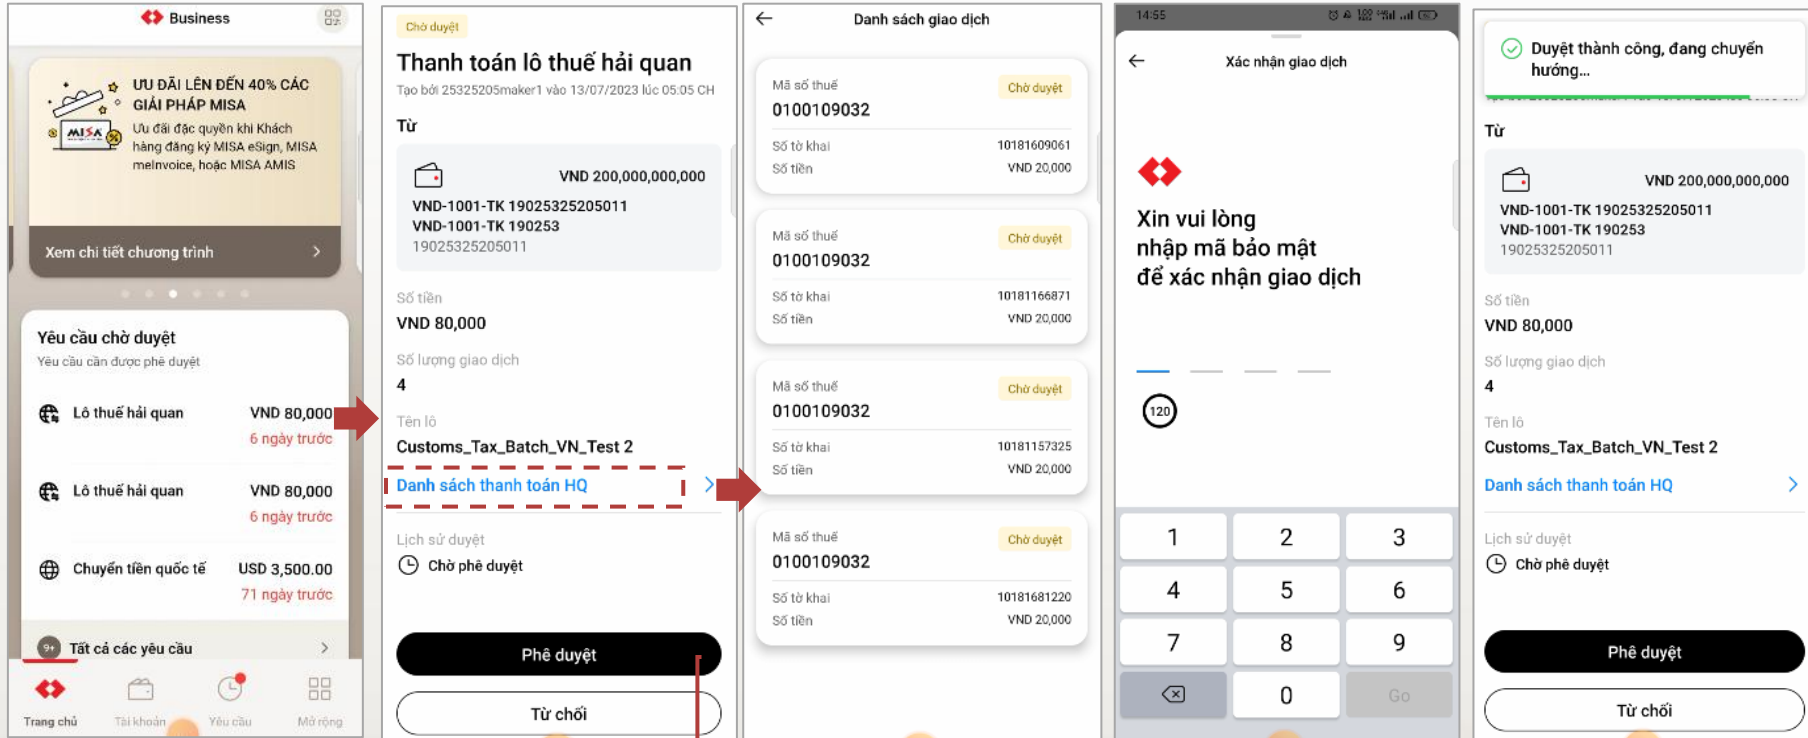 Business
ƯU ĐÃI LÊN ĐẾN 40% CÁC
GIẢI PHÁP MISA
MISA
Ưu đãi đặc quyền khi Khách
hàng đăng ký MISA eSign, MISA
meInvoice, hoặc MISA AMIS
Xem chi tiết chương trình
Yêu cầu chờ duyệt
Yêu cầu cần được phê duyệt
Lô thuế hải quan VND 80,000
6 ngày trước
Lô thuế hải quan VND 80,000
6 ngày trước
Chuyển tiền quốc tế USD 3,500.00
71 ngày trước
9+ Tất cả các yêu cầu
Trang chủ Tài khoản Yêu cầu Mở rộng
Chờ duyệt
Thanh toán lô thuế hải quan
Tạo bởi 25325205maker1 vào 13/07/2023 lúc 05:05 CH
Từ
VND 200,000,000,000
VND-1001-TK 19025325205011
VND-1001-TK 190253
19025325205011
Số tiền
VND 80,000
Số lượng giao dịch
4
Tên lô
Customs_Tax_Batch_VN_Test 2
Danh sách thanh toán HQ
Lịch sử duyệt
Chờ phê duyệt
Phê duyệt
Từ chối
Danh sách giao dịch
Mã số thuế Chờ duyệt
0100109032
Số tờ khai 10181609061
Số tiền VND 20,000
Mã số thuế Chờ duyệt
0100109032
Số tờ khai 10181166871
Số tiền VND 20,000
Mã số thuế Chờ duyệt
0100109032
Số tờ khai 10181157325
Số tiền VND 20,000
Mã số thuế Chờ duyệt
0100109032
Số tờ khai 10181681220
Số tiền VND 20,000
14:55
Xác nhận giao dịch
Xin vui lòng
nhập mã bảo mật
để xác nhận giao dịch
120
1 2 3
4 5 6
7 8 9
0 Go
Duyệt thành công, đang chuyển
hướng...
Từ
VND 200,000,000,000
VND-1001-TK 19025325205011
VND-1001-TK 190253
19025325205011
Số tiền
VND 80,000
Số lượng giao dịch
4
Tên lô
Customs_Tax_Batch_VN_Test 2
Danh sách thanh toán HQ
Lịch sử duyệt
Chờ phê duyệt
Phê duyệt
Từ chối